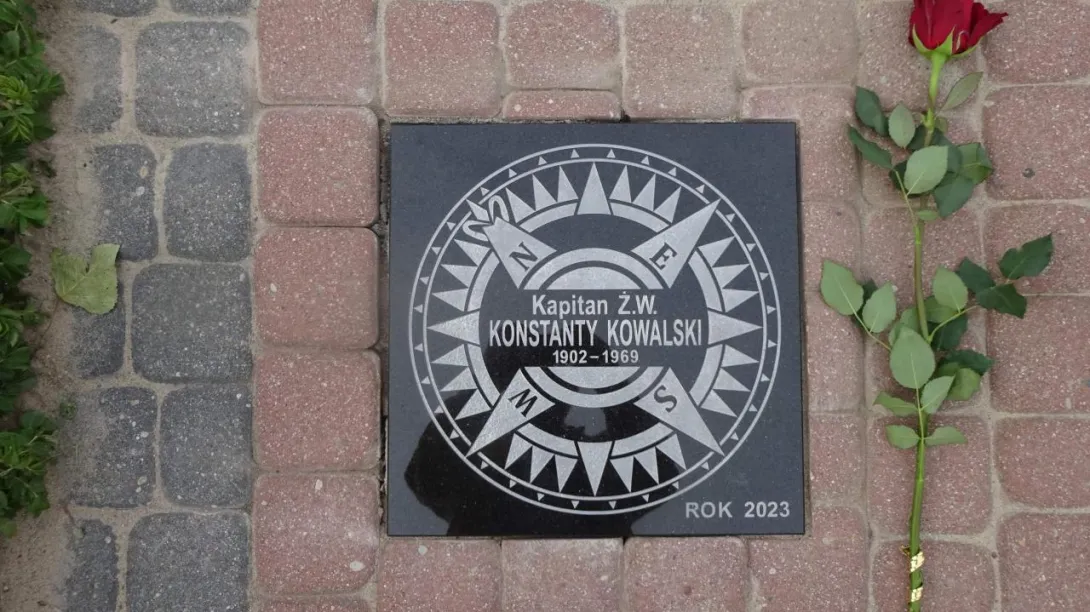 N
E
Kapitan Ż.W.
KONSTANTY KOWALSKI
1902-1969
W
S
ROK 2023